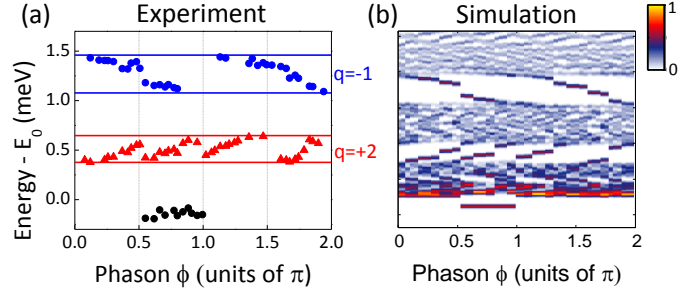 (a) Experiment
Energy - E0 (meV)
1.5
1.0
0.5
0.0
q=-1
q=+2
0.0 0.5 1.0 1.5 2.0
Phason ϕ (units of π)
(b) Simulation
1
0
0 0.5 1 1.5 2
Phason ϕ (units of π)